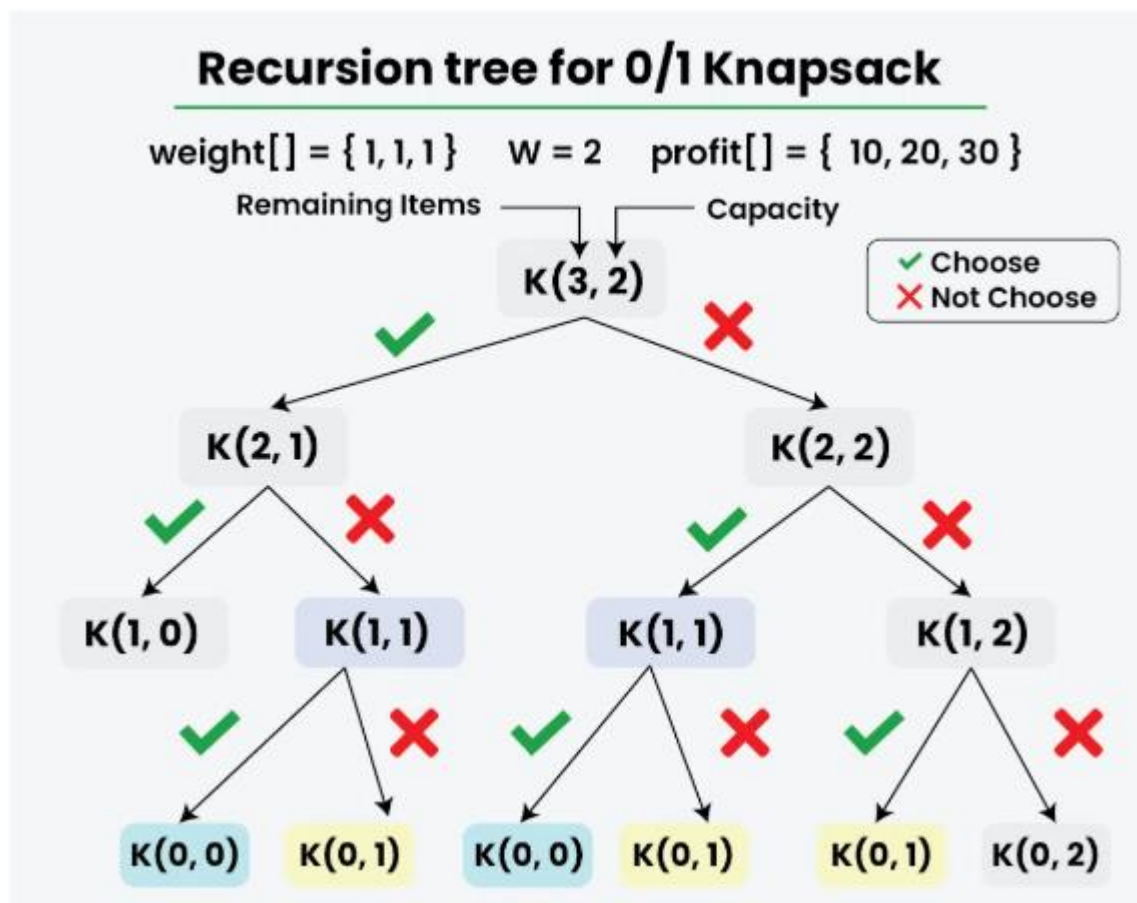 Recursion tree for 0/1 Knapsack
weight[] = { 1, 1, 1 } W = 2 profit[] = { 10, 20, 30 }
Remaining Items Capacity
K(3, 2)
Choose
Not Choose
K(2, 1) K(2, 2)
K(1, 0) K(1, 1) K(1, 1) K(1, 2)
K(0, 0) K(0, 1) K(0, 0) K(0, 1) K(0, 1) K(0, 2)